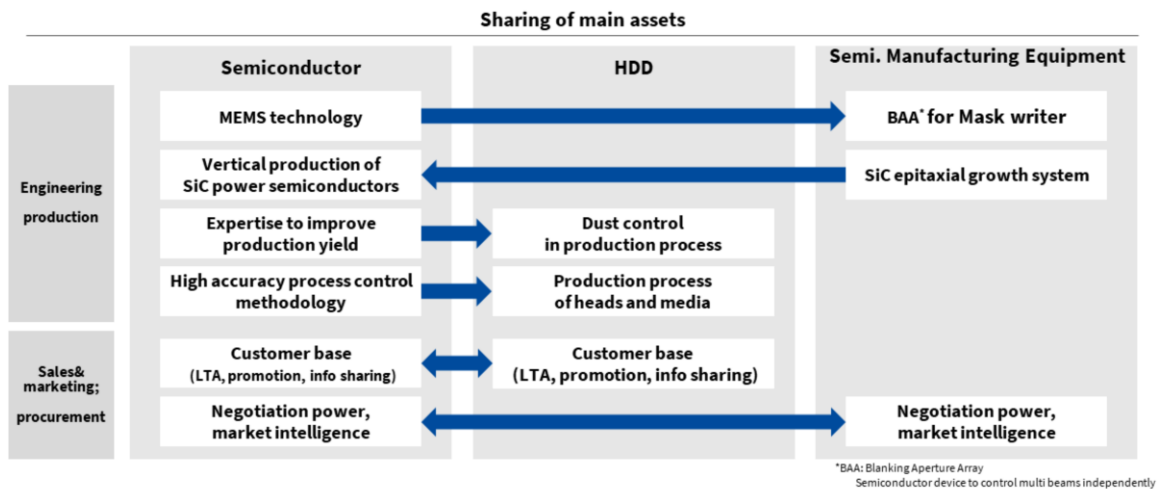 Sharing of main assets
Semiconductor
HDD
Semi. Manufacturing Equipment
Engineering
production
MEMS technology
BAA* for Mask writer
Vertical production of
SiC power semiconductors
SiC epitaxial growth system
Expertise to improve
production yield
Dust control
in production process
High accuracy process control
methodology
Production process
of heads and media
Sales&
marketing;
procurement
Customer base
(LTA, promotion, info sharing)
Customer base
(LTA, promotion, info sharing)
Negotiation power,
market intelligence
Negotiation power,
market intelligence
*BAA: Blanking Aperture Array
Semiconductor device to control multi beams independently